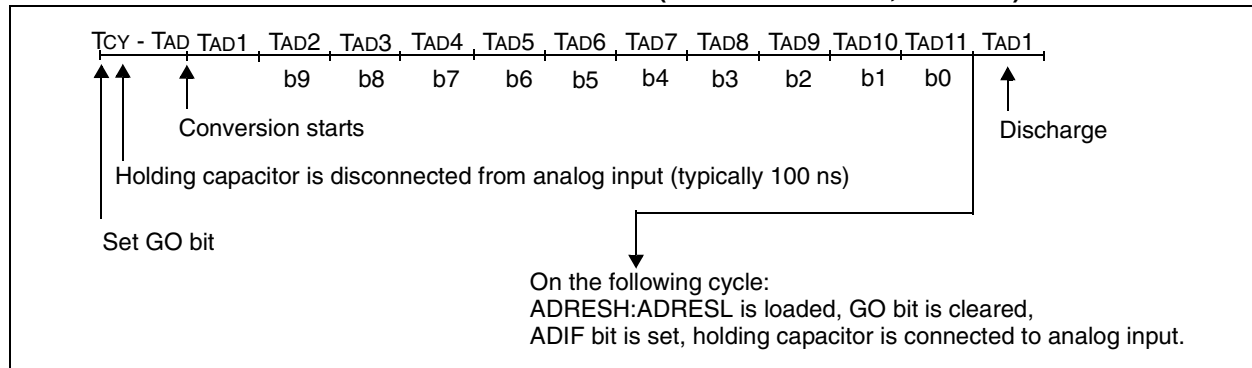 TCY - TAD TAD1 TAD2 TAD3 TAD4 TAD5 TAD6 TAD7 TAD8 TAD9 TAD10 TAD11 TAD1
b9 b8 b7 b6 b5 b4 b3 b2 b1 b0
Conversion starts
Discharge
Holding capacitor is disconnected from analog input (typically 100 ns)
Set GO bit
On the following cycle:
ADRESH:ADRESL is loaded, GO bit is cleared,
ADIF bit is set, holding capacitor is connected to analog input.